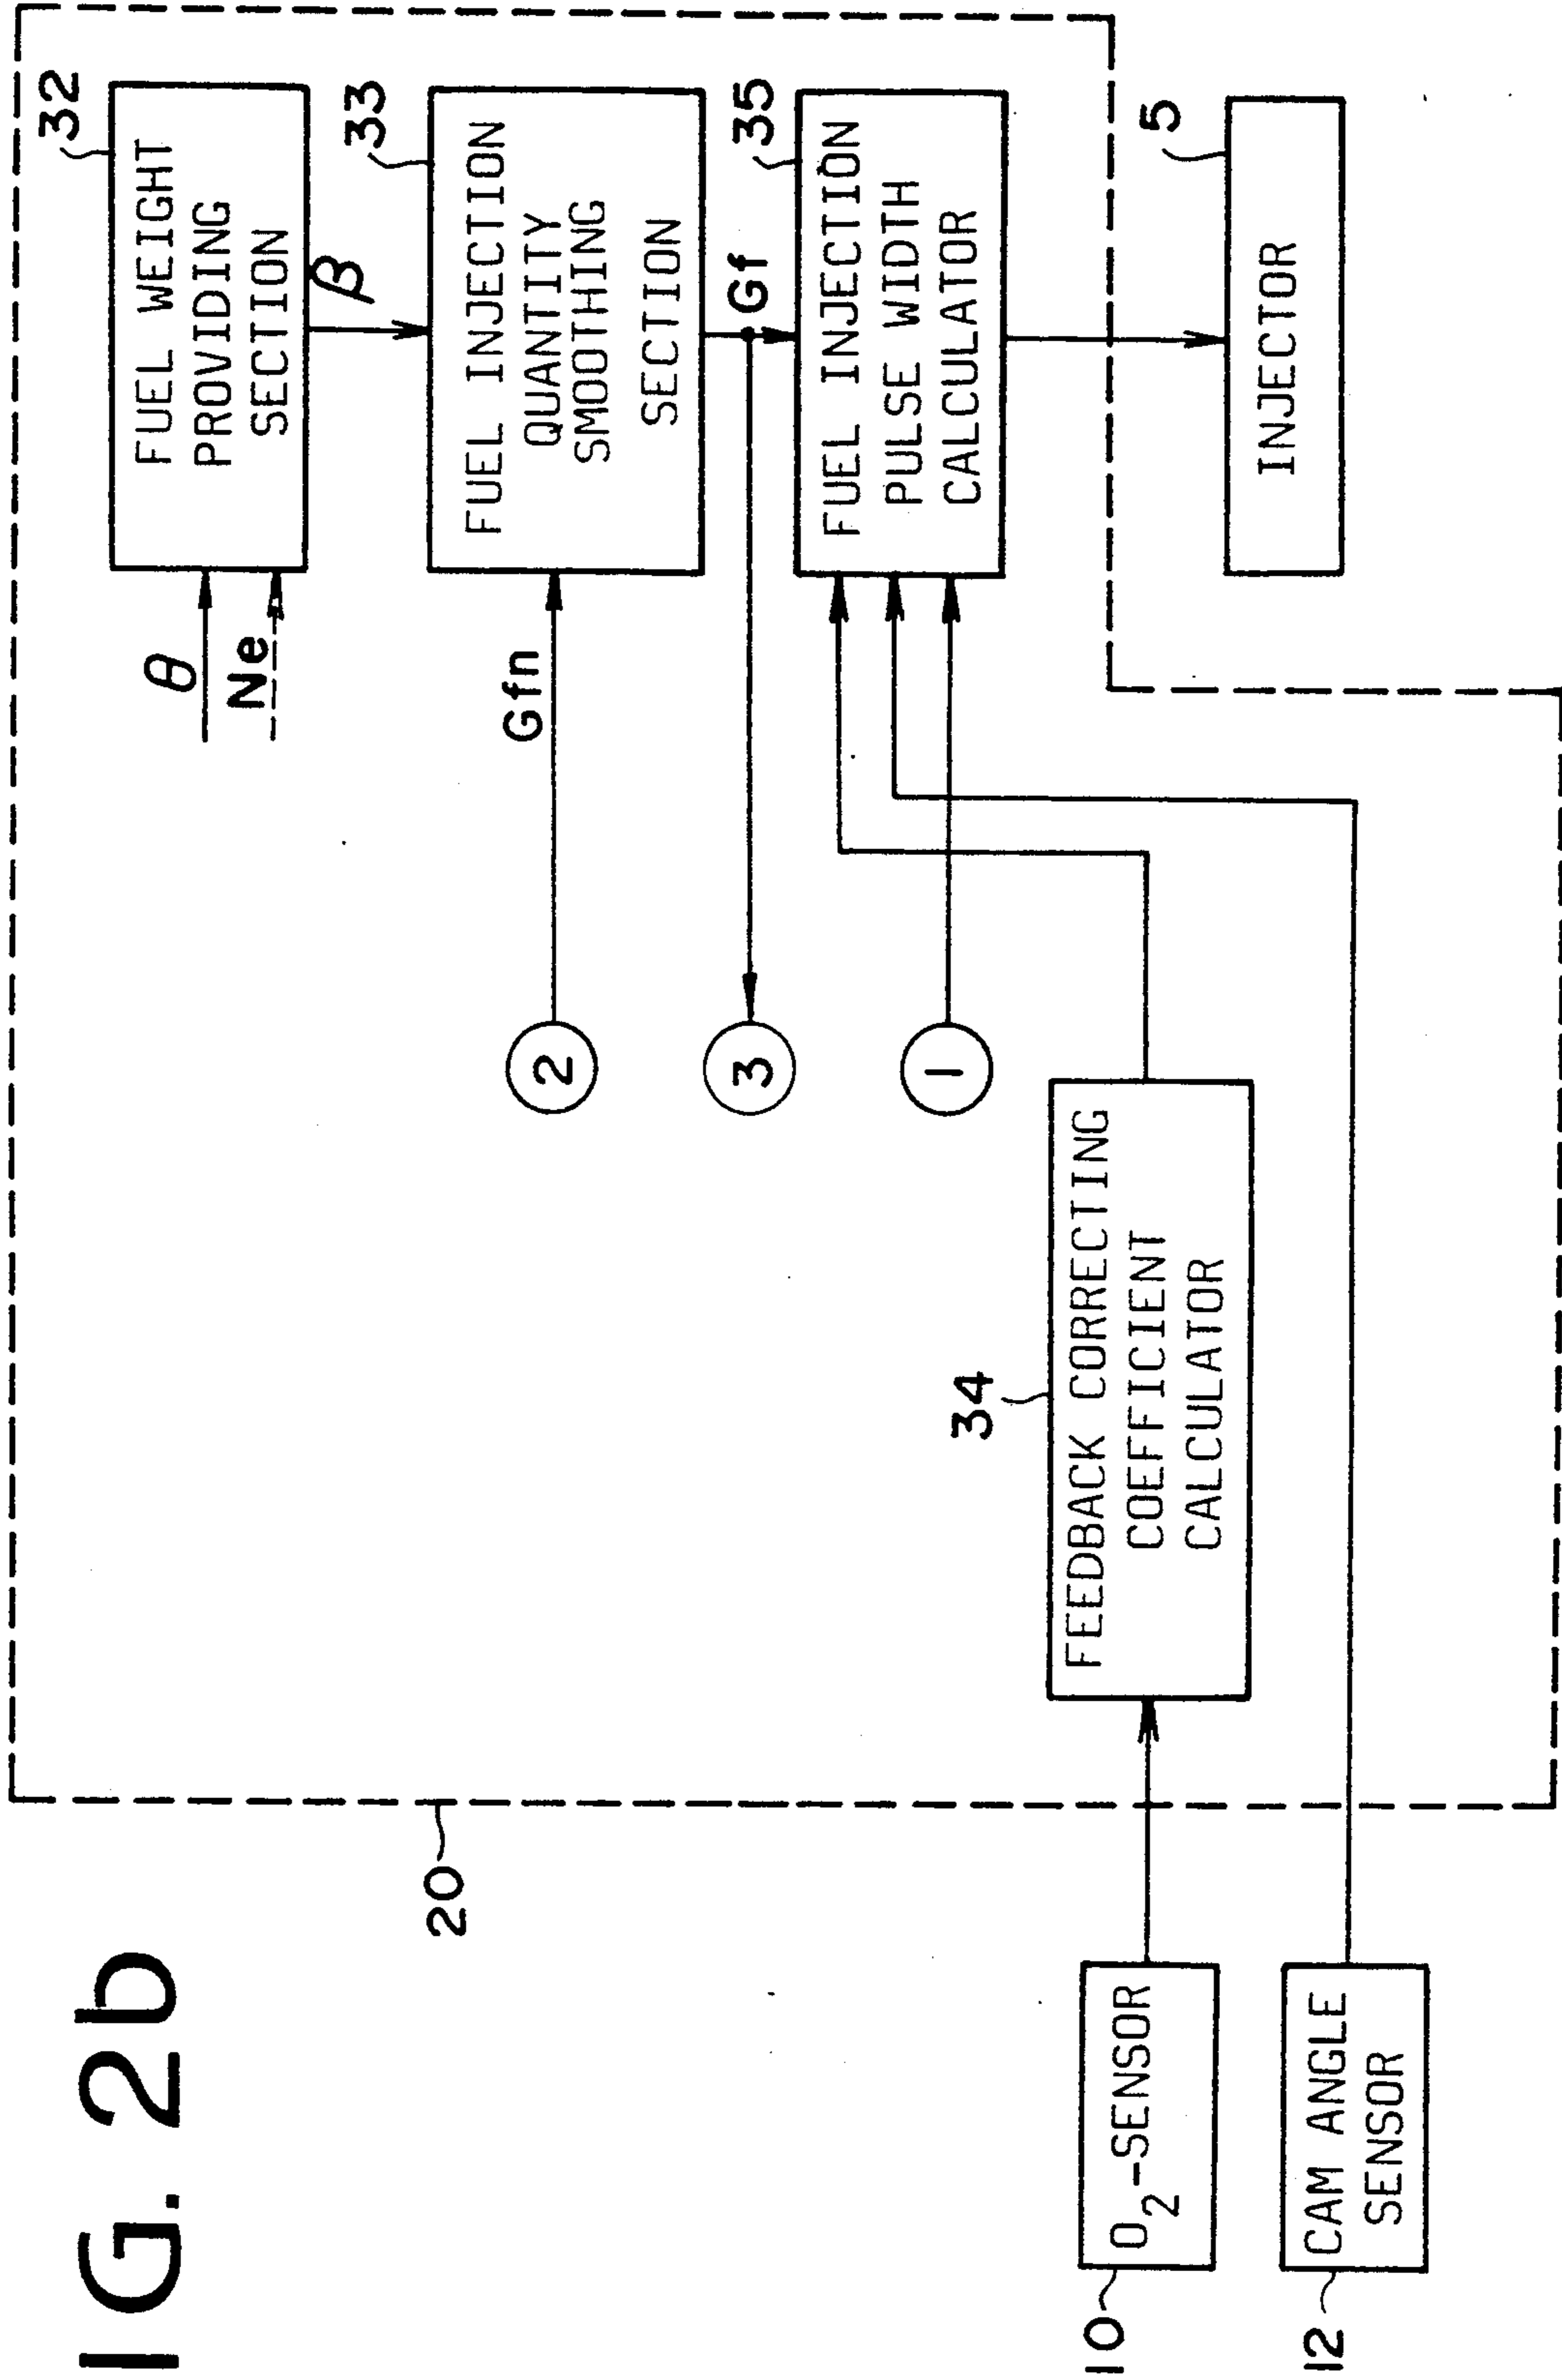 IG. 2b
20
32
FUEL WEIGHT
PROVIDING
SECTION
θ
Ne
β
33
FUEL INJECTION
QUANTITY
SMOOTHING
SECTION
Gfn
2
Gf
3
35
FUEL INJECTION
PULSE WIDTH
CALCULATOR
1
34
FEEDBACK CORRECTING
COEFFICIENT
CALCULATOR
5
INJECTOR
10
O2-SENSOR
12
CAM ANGLE
SENSOR